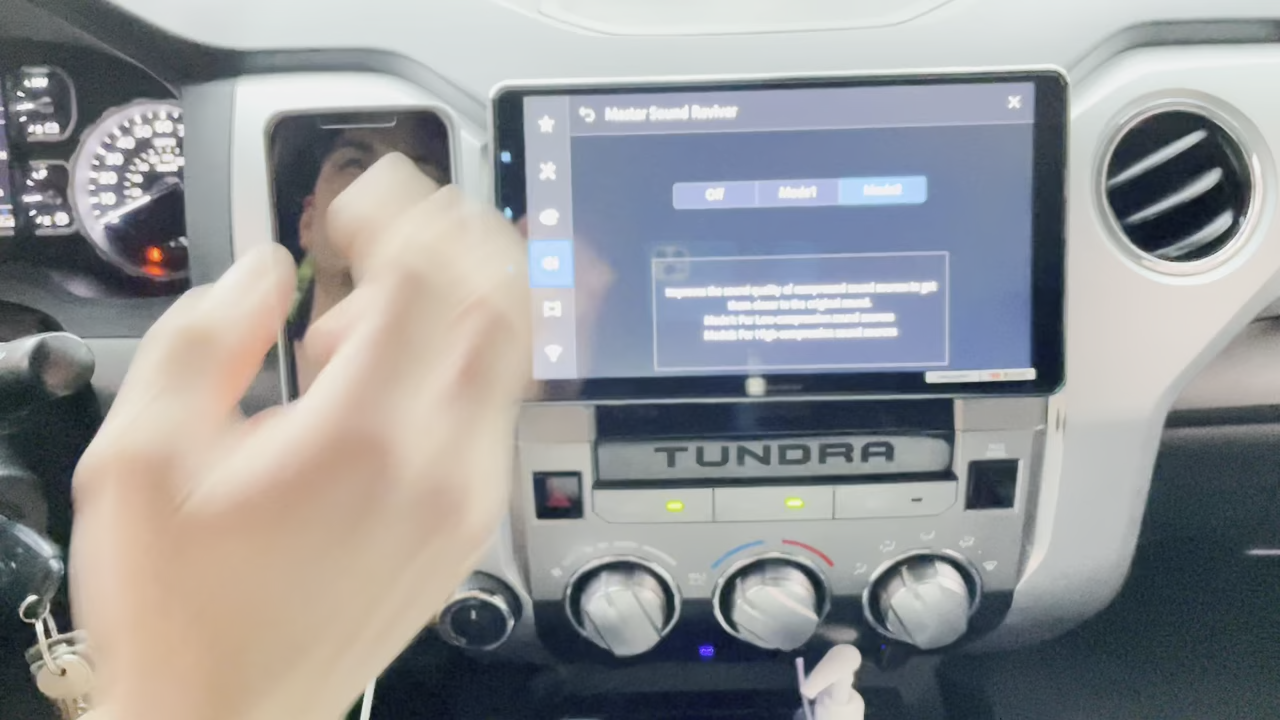 Master Sound Reviver
Off
Mode1
Mode2
Improves the sound quality of compressed sound sources to get
them closer to the original sound.
Mode1: For Low-compression sound sources
Mode2: For High-compression sound sources
TUNDRA